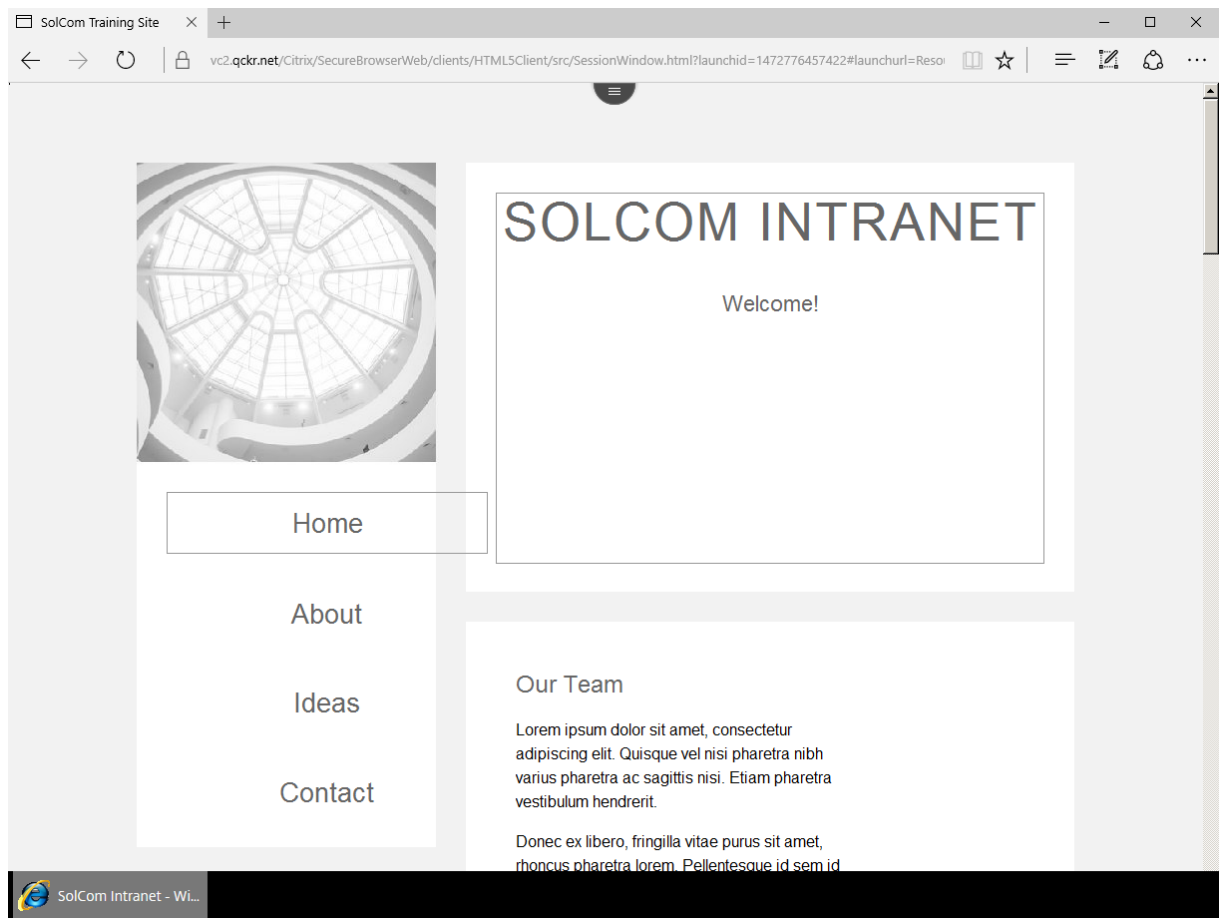 SolCom Training Site
vc2.qckr.net/Citrix/SecureBrowserWeb/clients/HTML5Client/src/SessionWindow.html?launchid=1472776457422#launchurl=Reso
SOLCOM INTRANET
Welcome!
Home
About
Ideas
Contact
Our Team
Lorem ipsum dolor sit amet, consectetur
adipiscing elit. Quisque vel nisi pharetra nibh
varius pharetra ac sagittis nisi. Etiam pharetra
vestibulum hendrerit.
Donec ex libero, fringilla vitae purus sit amet,
rhoncus pharetra lorem. Pellentesque id sem id
SolCom Intranet - Wi...